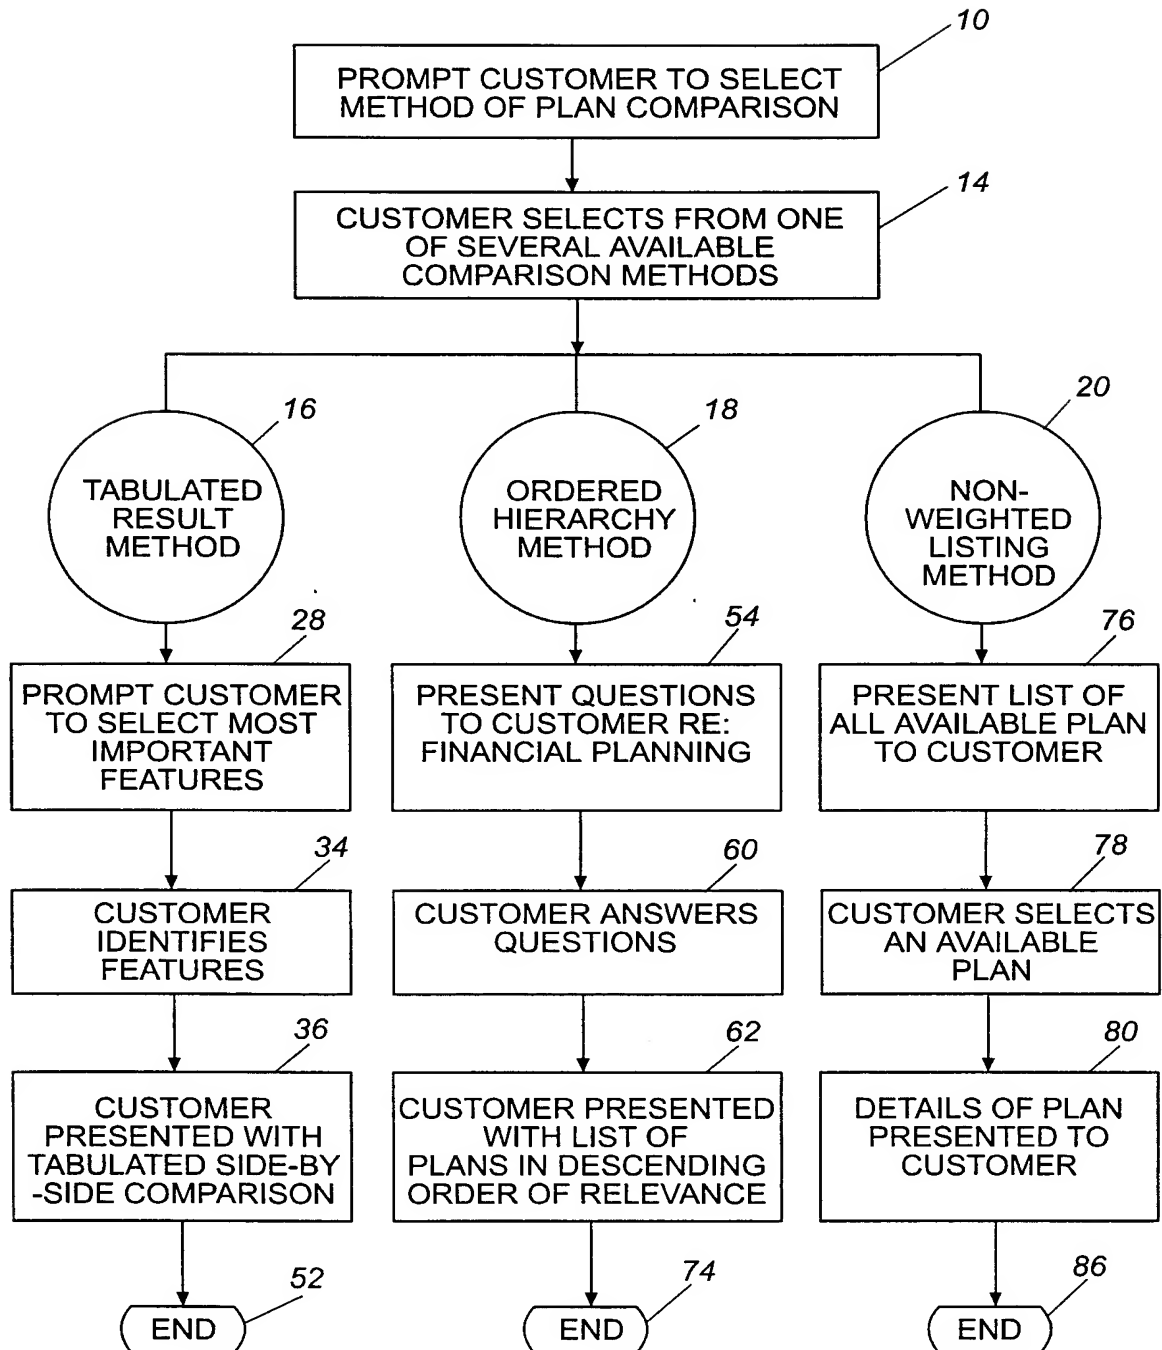 10
PROMPT CUSTOMER TO SELECT
METHOD OF PLAN COMPARISON
14
CUSTOMER SELECTS FROM ONE
OF SEVERAL AVAILABLE
COMPARISON METHODS
16
TABULATED
RESULT
METHOD
18
ORDERED
HIERARCHY
METHOD
20
NON-
WEIGHTED
LISTING
METHOD
28
PROMPT CUSTOMER
TO SELECT MOST
IMPORTANT
FEATURES
54
PRESENT QUESTIONS
TO CUSTOMER RE:
FINANCIAL PLANNING
76
PRESENT LIST OF
ALL AVAILABLE PLAN
TO CUSTOMER
34
CUSTOMER
IDENTIFIES
FEATURES
60
CUSTOMER ANSWERS
QUESTIONS
78
CUSTOMER SELECTS
AN AVAILABLE
PLAN
36
CUSTOMER
PRESENTED WITH
TABULATED SIDE-BY
-SIDE COMPARISON
62
CUSTOMER PRESENTED
WITH LIST OF
PLANS IN DESCENDING
ORDER OF RELEVANCE
80
DETAILS OF PLAN
PRESENTED TO
CUSTOMER
52
END
74
END
86
END